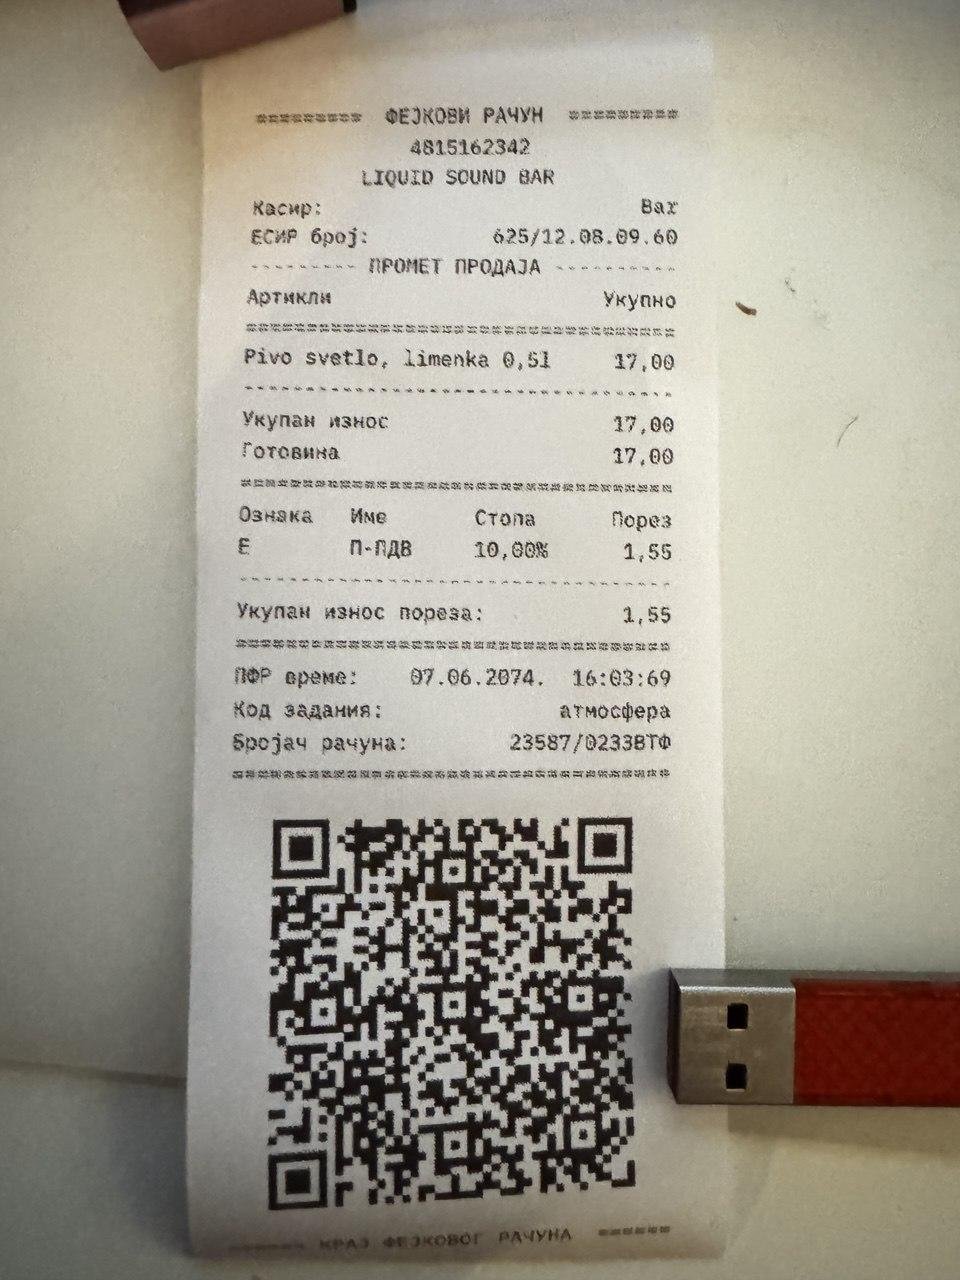 ========= ФЕЈКОВИ РАЧУН =========
4815162342
LIQUID SOUND BAR
Касир: Bar
ЕСИР број: 625/12.08.09.60
--------- ПРОМЕТ ПРОДАЈА ---------
Артикли Укупно
Pivo svetlo, limenka 0,5l 17,00
Укупан износ 17,00
Готовина 17,00
Ознака Име Стопа Порез
Е П-ПДВ 10,00% 1,55
Укупан износ пореза: 1,55
ПФР време: 07.06.2074. 16:03:69
Код задания: атмосфера
Бројач рачуна: 23587/0233ВТФ
====== КРАЈ ФЕЈКОВОГ РАЧУНА ======